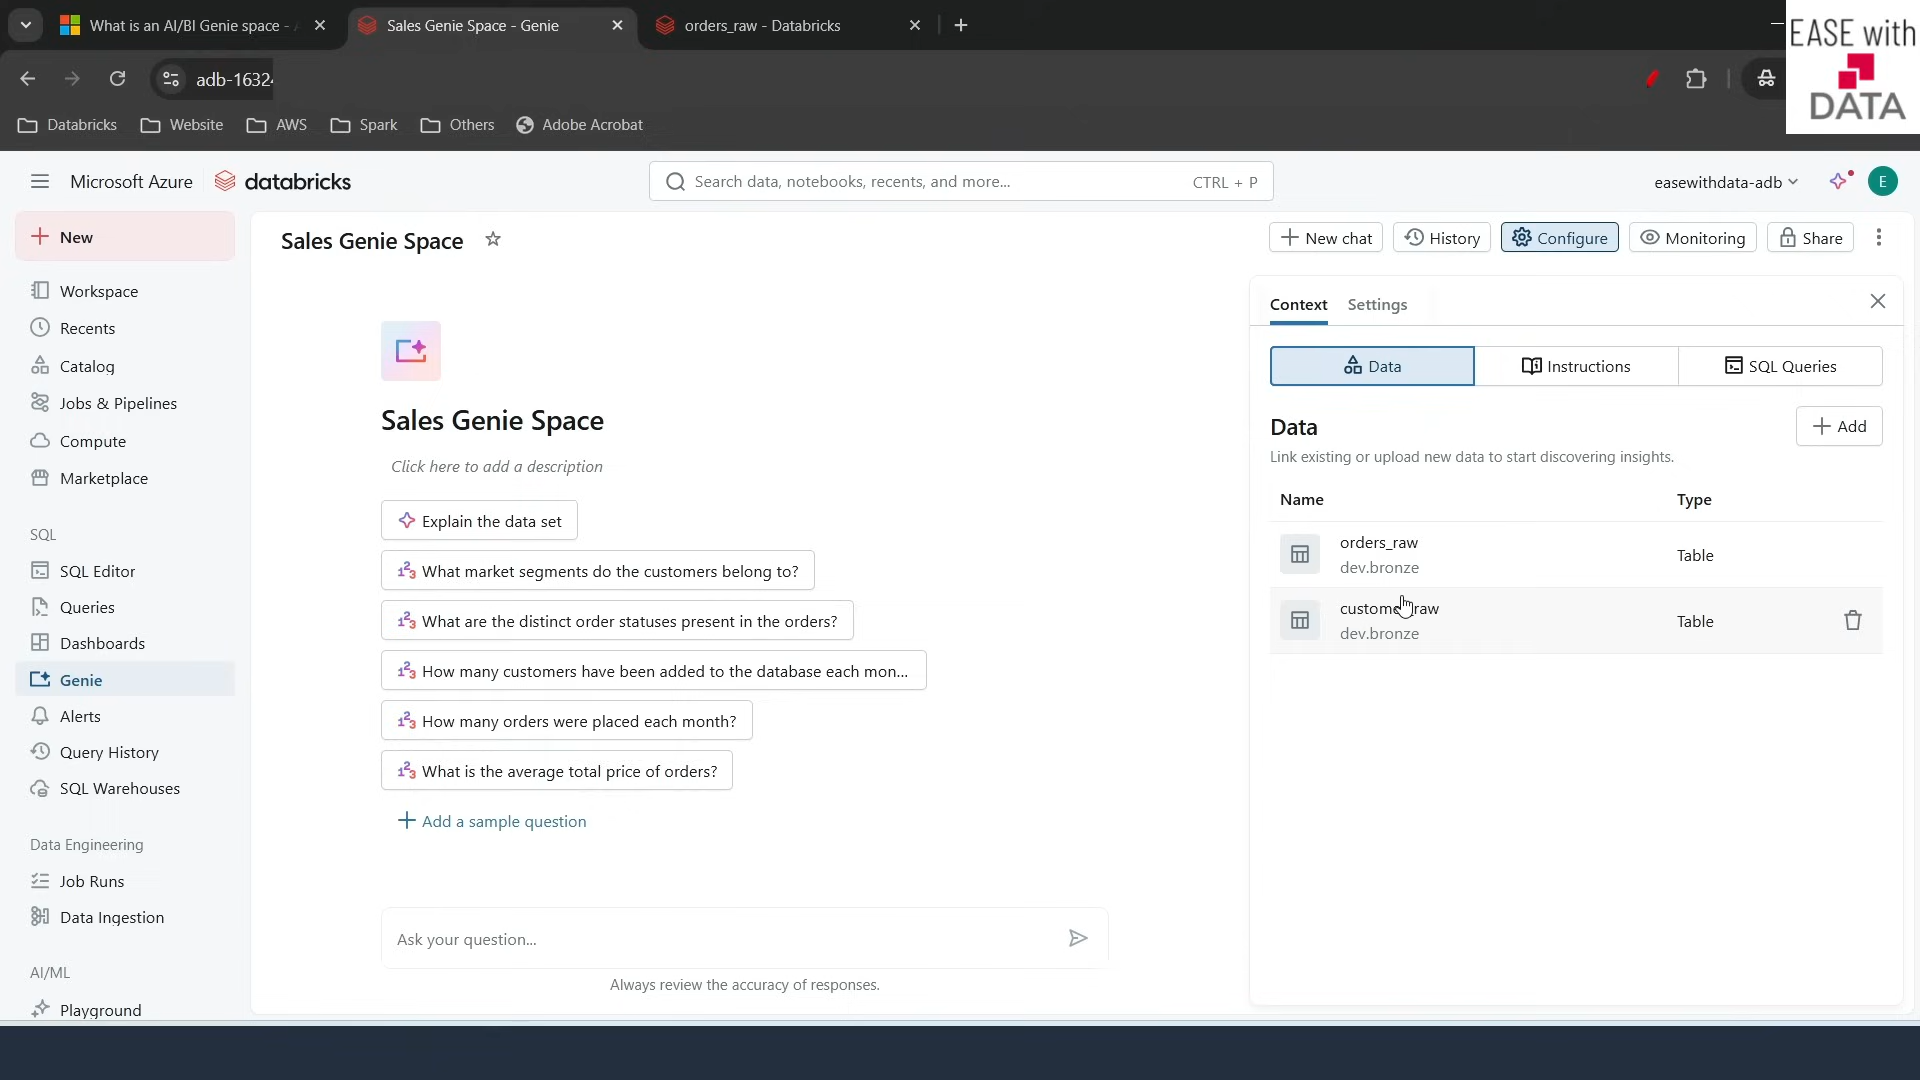 What is an AI/BI Genie space -
Sales Genie Space - Genie
orders_raw - Databricks
EASE with
DATA
adb-1632
Databricks
Website
AWS
Spark
Others
Adobe Acrobat
Microsoft Azure
databricks
Search data, notebooks, recents, and more...
CTRL + P
easewithdata-adb
E
New
Workspace
Recents
Catalog
Jobs & Pipelines
Compute
Marketplace
SQL
SQL Editor
Queries
Dashboards
Genie
Alerts
Query History
SQL Warehouses
Data Engineering
Job Runs
Data Ingestion
AI/ML
Playground
Sales Genie Space
New chat
History
Configure
Monitoring
Share
Sales Genie Space
Click here to add a description
Explain the data set
What market segments do the customers belong to?
What are the distinct order statuses present in the orders?
How many customers have been added to the database each mon...
How many orders were placed each month?
What is the average total price of orders?
Add a sample question
Ask your question...
Always review the accuracy of responses.
Context
Settings
Data
Instructions
SQL Queries
Data
Add
Link existing or upload new data to start discovering insights.
Name
Type
orders_raw
dev.bronze
Table
dev.bronze
Table